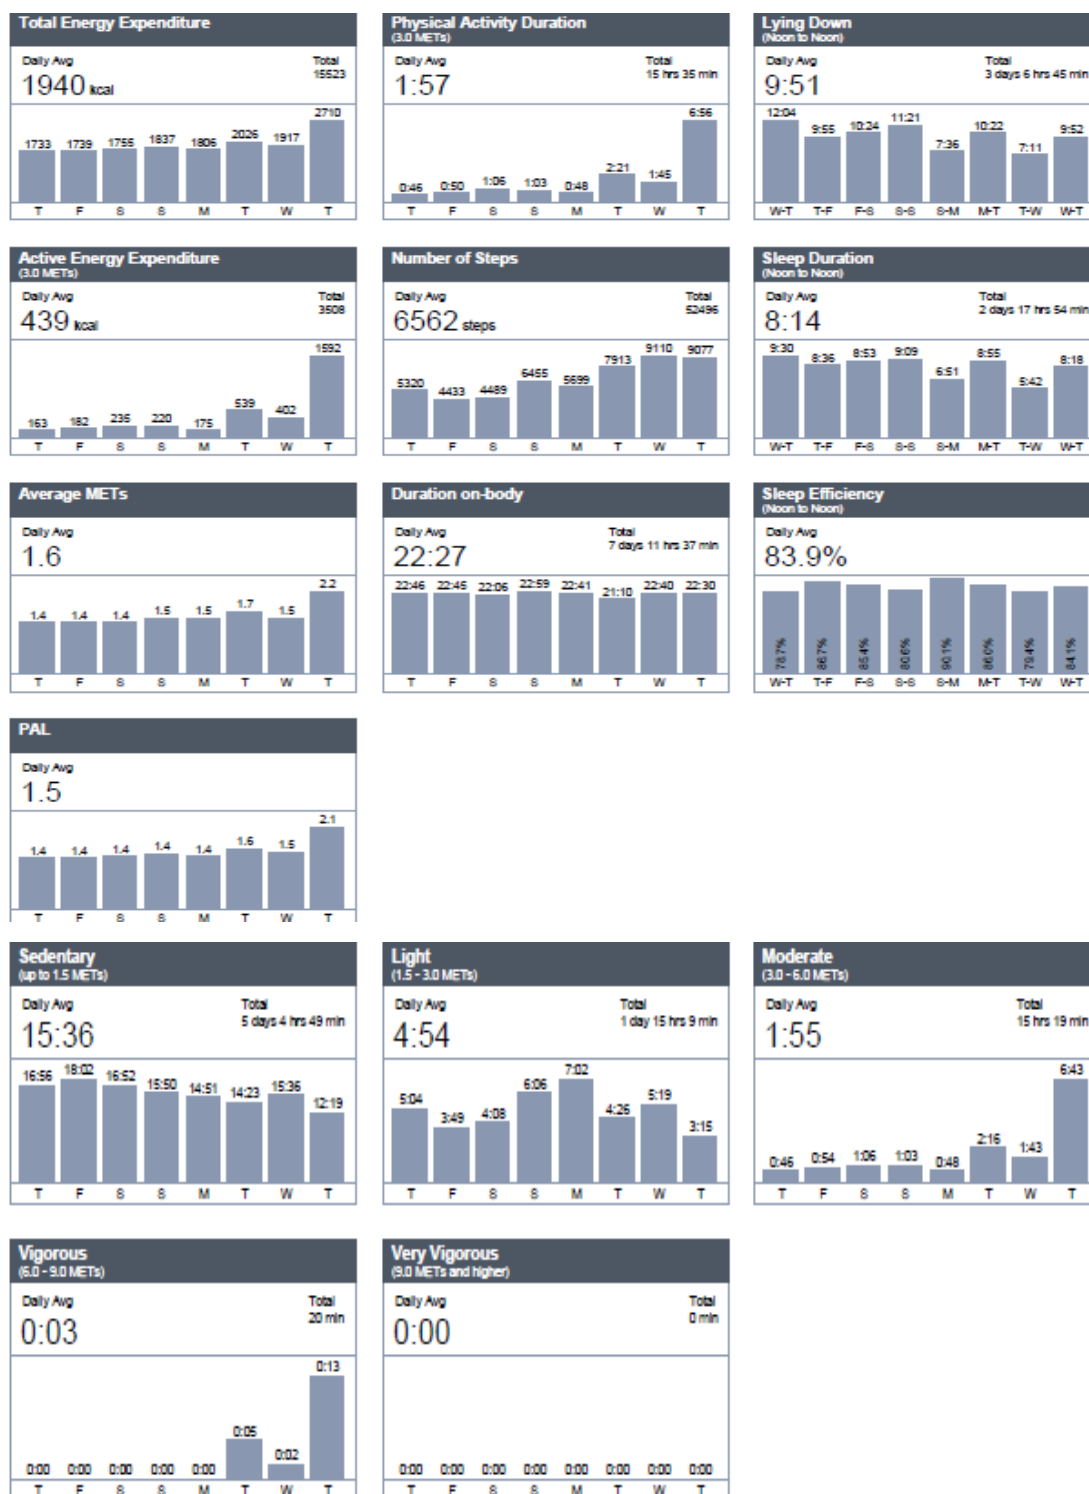 Total Energy Expenditure
Daily Avg Total
1940 kcal 15523
1733 1739 1755 1837 1806 2026 1917 2710
T F S S M T W T
Physical Activity Duration
(3.0 METs)
Daily Avg Total
1:57 15 hrs 35 min
0:46 0:50 1:06 1:03 0:48 2:21 1:45 6:56
T F S S M T W T
Lying Down
(Noon to Noon)
Daily Avg Total
9:51 3 days 6 hrs 45 min
12:04 9:55 10:24 11:21 7:36 10:22 7:11 9:52
W-T T-F F-S S-S S-M M-T T-W W-T
Active Energy Expenditure
(3.0 METs)
Daily Avg Total
439 kcal 3508
163 182 235 220 175 539 402 1592
T F S S M T W T
Number of Steps
Daily Avg Total
6562 steps 52496
5320 4433 4489 6455 5699 7913 9110 9077
T F S S M T W T
Sleep Duration
(Noon to Noon)
Daily Avg Total
8:14 2 days 17 hrs 54 min
9:30 8:36 8:53 9:09 6:51 8:55 5:42 8:18
W-T T-F F-S S-S S-M M-T T-W W-T
Average METs
Daily Avg
1.6
1.4 1.4 1.4 1.5 1.5 1.7 1.5 2.2
T F S S M T W T
Duration on-body
Daily Avg Total
22:27 7 days 11 hrs 37 min
22:46 22:45 22:06 22:59 22:41 21:10 22:40 22:30
T F S S M T W T
Sleep Efficiency
(Noon to Noon)
Daily Avg
83.9%
78.7% 86.7% 85.4% 80.6% 90.1% 86.0% 79.4% 84.1%
W-T T-F F-S S-S S-M M-T T-W W-T
PAL
Daily Avg
1.5
1.4 1.4 1.4 1.4 1.4 1.6 1.5 2.1
T F S S M T W T
Sedentary
(up to 1.5 METs)
Daily Avg Total
15:36 5 days 4 hrs 49 min
16:56 18:02 16:52 15:50 14:51 14:23 15:36 12:19
T F S S M T W T
Light
(1.5 - 3.0 METs)
Daily Avg Total
4:54 1 day 15 hrs 9 min
5:04 3:49 4:08 6:06 7:02 4:26 5:19 3:15
T F S S M T W T
Moderate
(3.0 - 6.0 METs)
Daily Avg Total
1:55 15 hrs 19 min
0:46 0:54 1:06 1:03 0:48 2:16 1:43 6:43
T F S S M T W T
Vigorous
(6.0 - 9.0 METs)
Daily Avg Total
0:03 20 min
0:00 0:00 0:00 0:00 0:00 0:05 0:02 0:13
T F S S M T W T
Very Vigorous
(9.0 METs and higher)
Daily Avg Total
0:00 0 min
0:00 0:00 0:00 0:00 0:00 0:00 0:00 0:00
T F S S M T W T